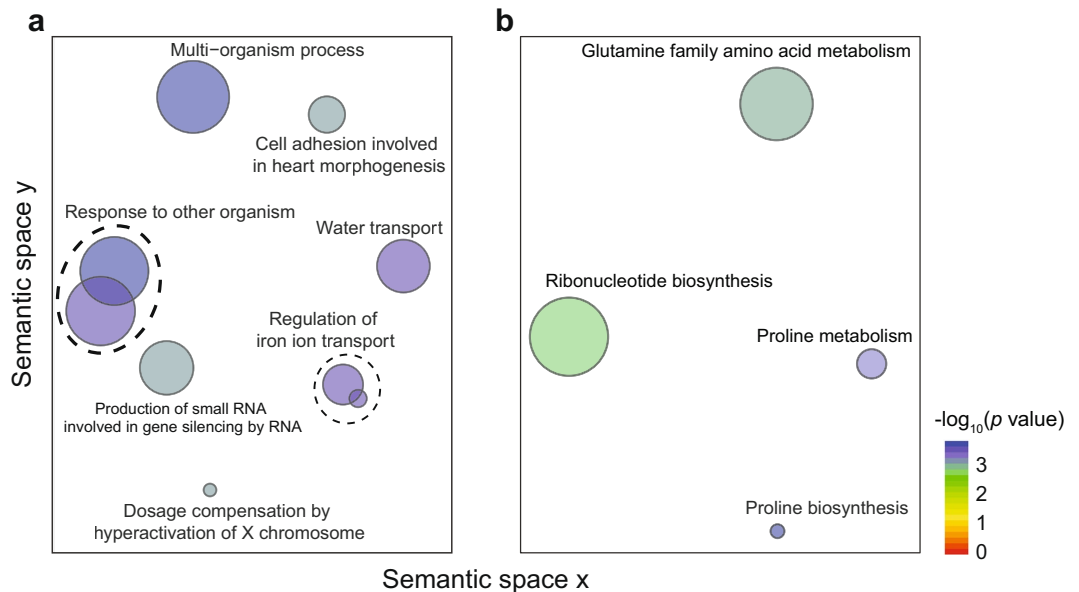 a
b
Multi−organism process
Cell adhesion involved
in heart morphogenesis
Response to other organism
Water transport
Regulation of
iron ion transport
Production of small RNA
involved in gene silencing by RNA
Dosage compensation by
hyperactivation of X chromosome
Semantic space y
Glutamine family amino acid metabolism
Ribonucleotide biosynthesis
Proline metabolism
Proline biosynthesis
-log10(p value)
3
2
1
0
Semantic space x